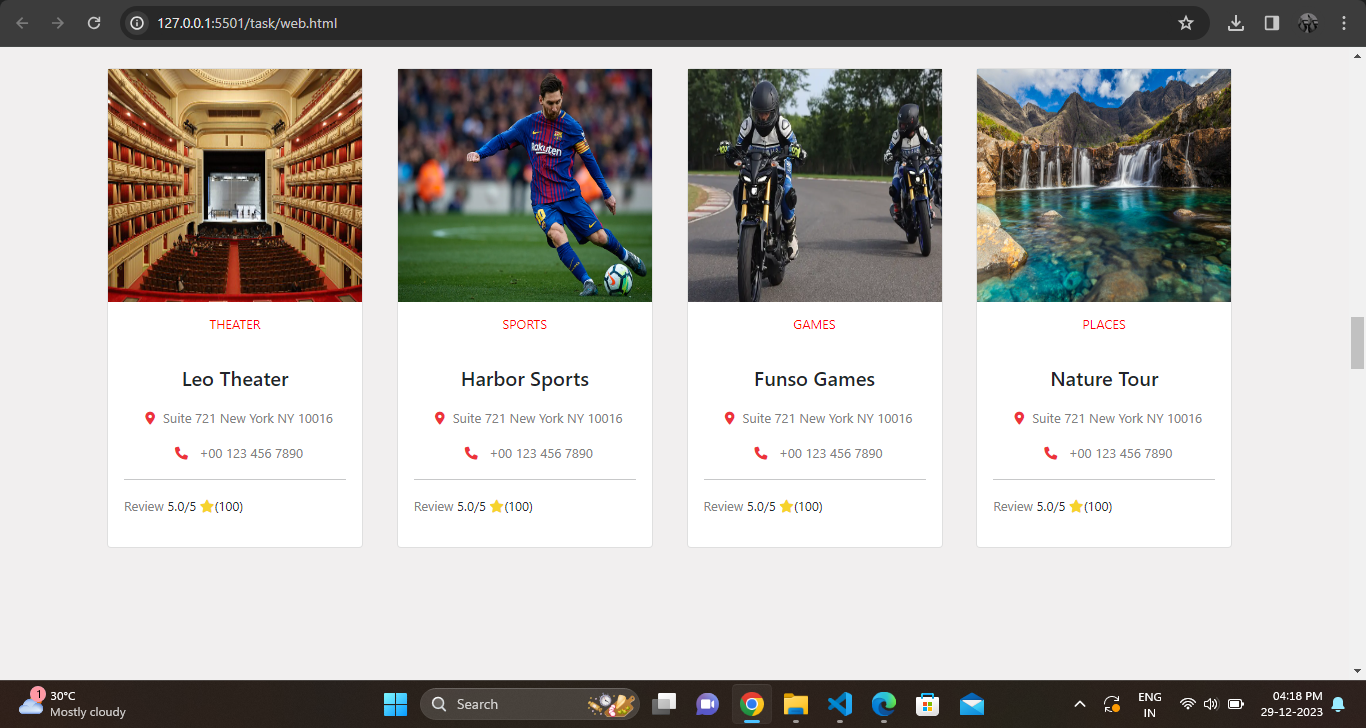 127.0.0.1:5501/task/web.html
Rakuten
THEATER
SPORTS
GAMES
PLACES
Leo Theater
Harbor Sports
Funso Games
Nature Tour
Suite 721 New York NY 10016
Suite 721 New York NY 10016
Suite 721 New York NY 10016
Suite 721 New York NY 10016
+00 123 456 7890
+00 123 456 7890
+00 123 456 7890
+00 123 456 7890
Review 5.0/5 ⭐(100)
Review 5.0/5 ⭐(100)
Review 5.0/5 ⭐(100)
Review 5.0/5 ⭐(100)
1
30°C
Mostly cloudy
Search
ENG
IN
04:18 PM
29-12-2023